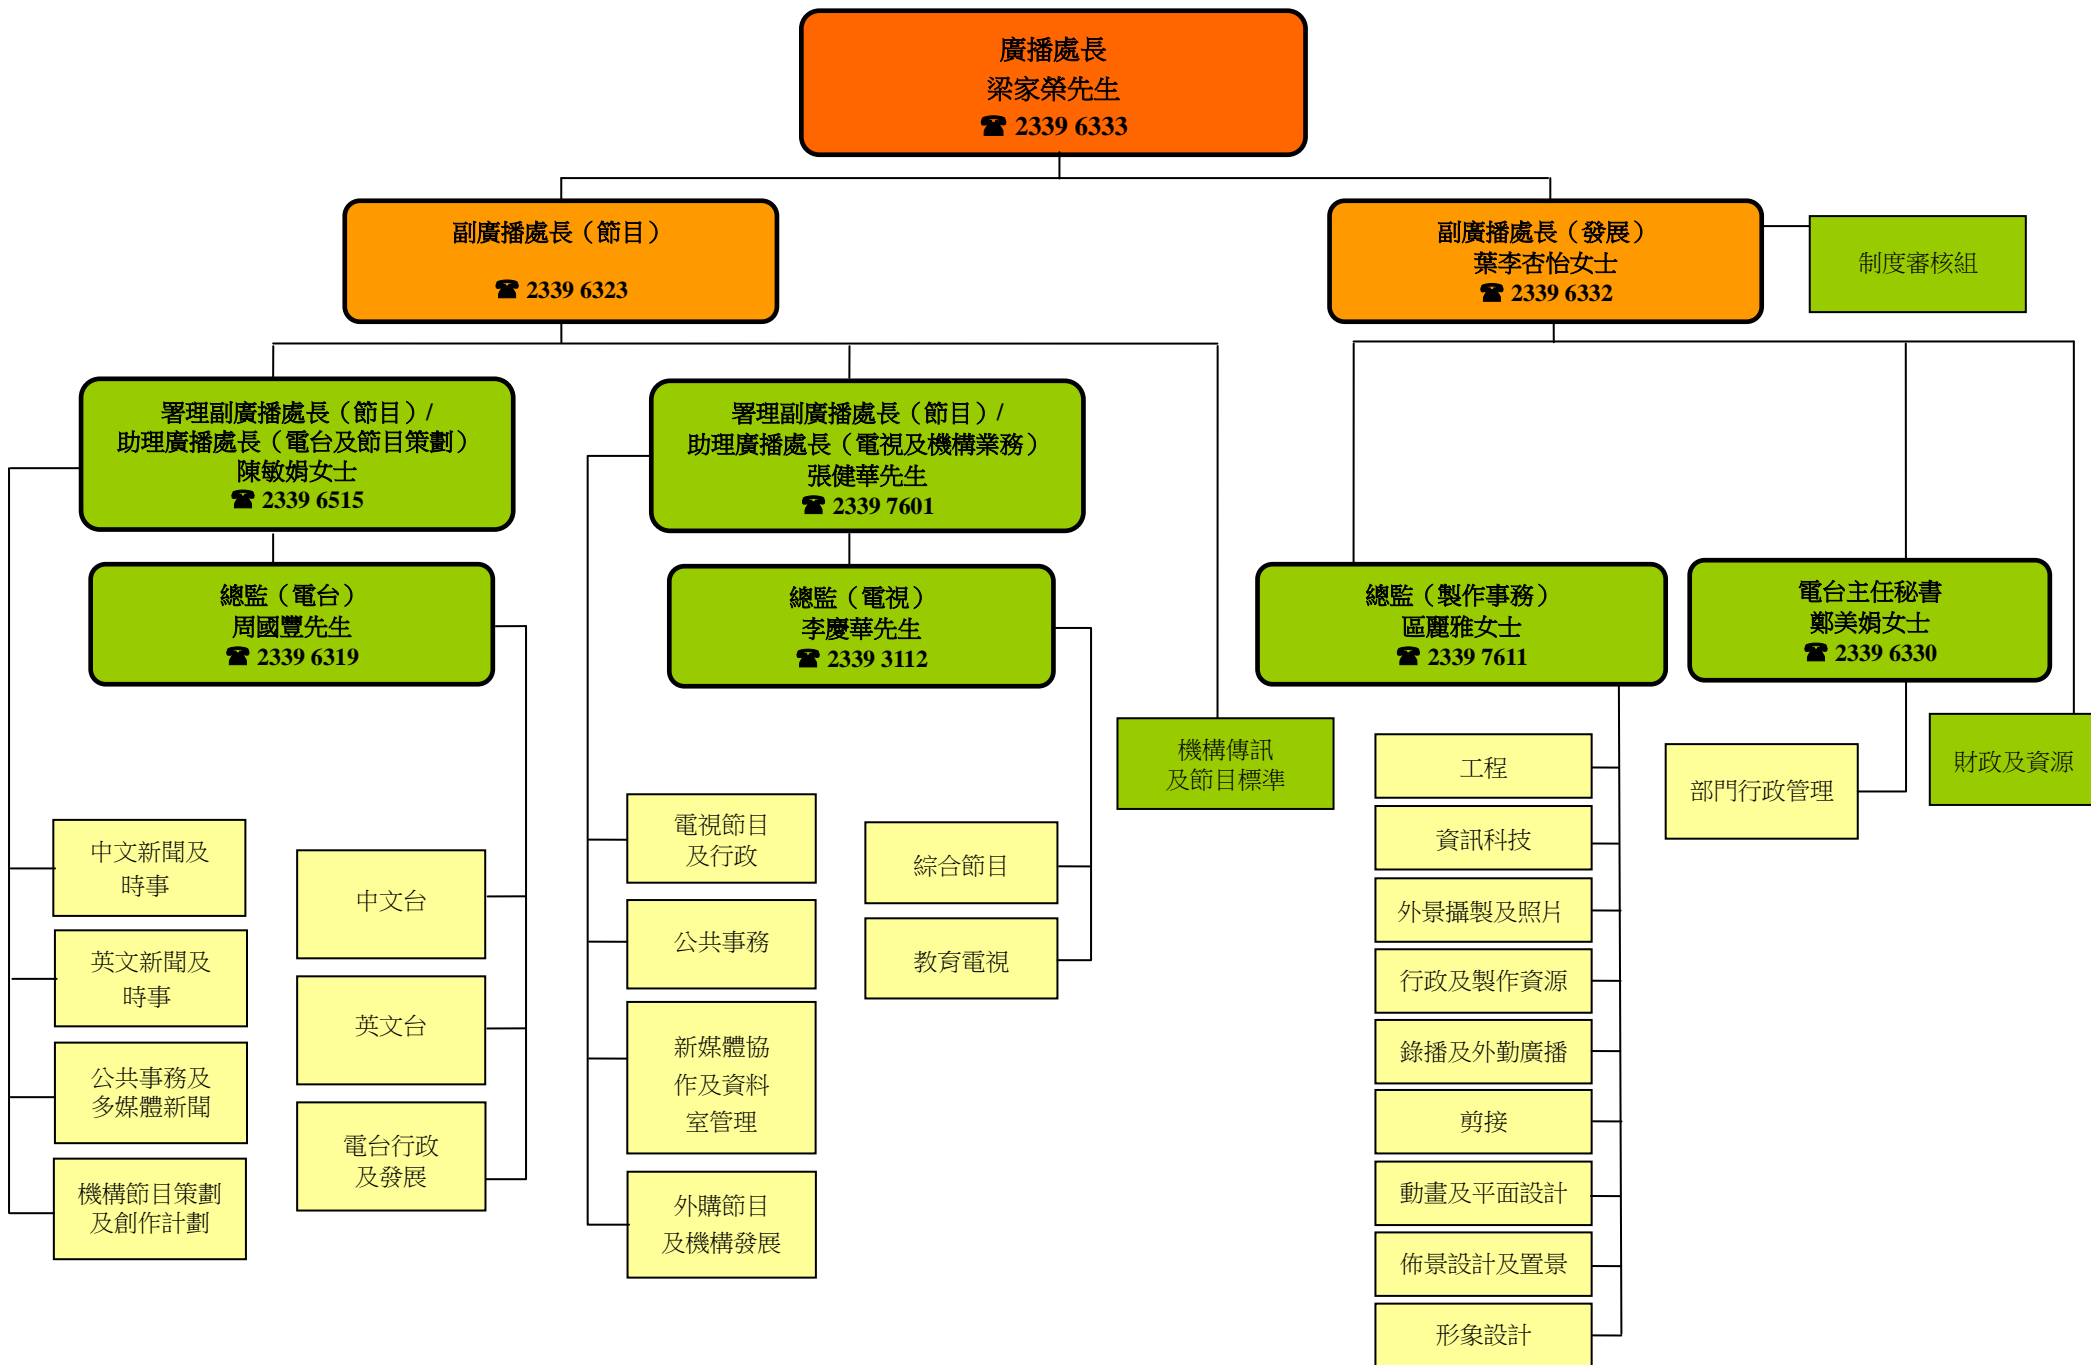 廣播處長
梁家榮先生
☎ 2339 6333
副廣播處長（節目）
☎ 2339 6323
副廣播處長（發展）
葉李杏怡女士
☎ 2339 6332
制度審核組
署理副廣播處長（節目）/
助理廣播處長（電台及節目策劃）
陳敏娟女士
☎ 2339 6515
署理副廣播處長（節目）/
助理廣播處長（電視及機構業務）
張健華先生
☎ 2339 7601
總監（電台）
周國豐先生
☎ 2339 6319
總監（電視）
李慶華先生
☎ 2339 3112
總監（製作事務）
區麗雅女士
☎ 2339 7611
電台主任秘書
鄭美娟女士
☎ 2339 6330
中文新聞及
時事
英文新聞及
時事
公共事務及
多媒體新聞
機構節目策劃
及創作計劃
中文台
英文台
電台行政
及發展
電視節目
及行政
公共事務
新媒體協
作及資料
室管理
外購節目
及機構發展
綜合節目
教育電視
機構傳訊
及節目標準
工程
資訊科技
外景攝製及照片
行政及製作資源
錄播及外勤廣播
剪接
動畫及平面設計
佈景設計及置景
形象設計
部門行政管理
財政及資源